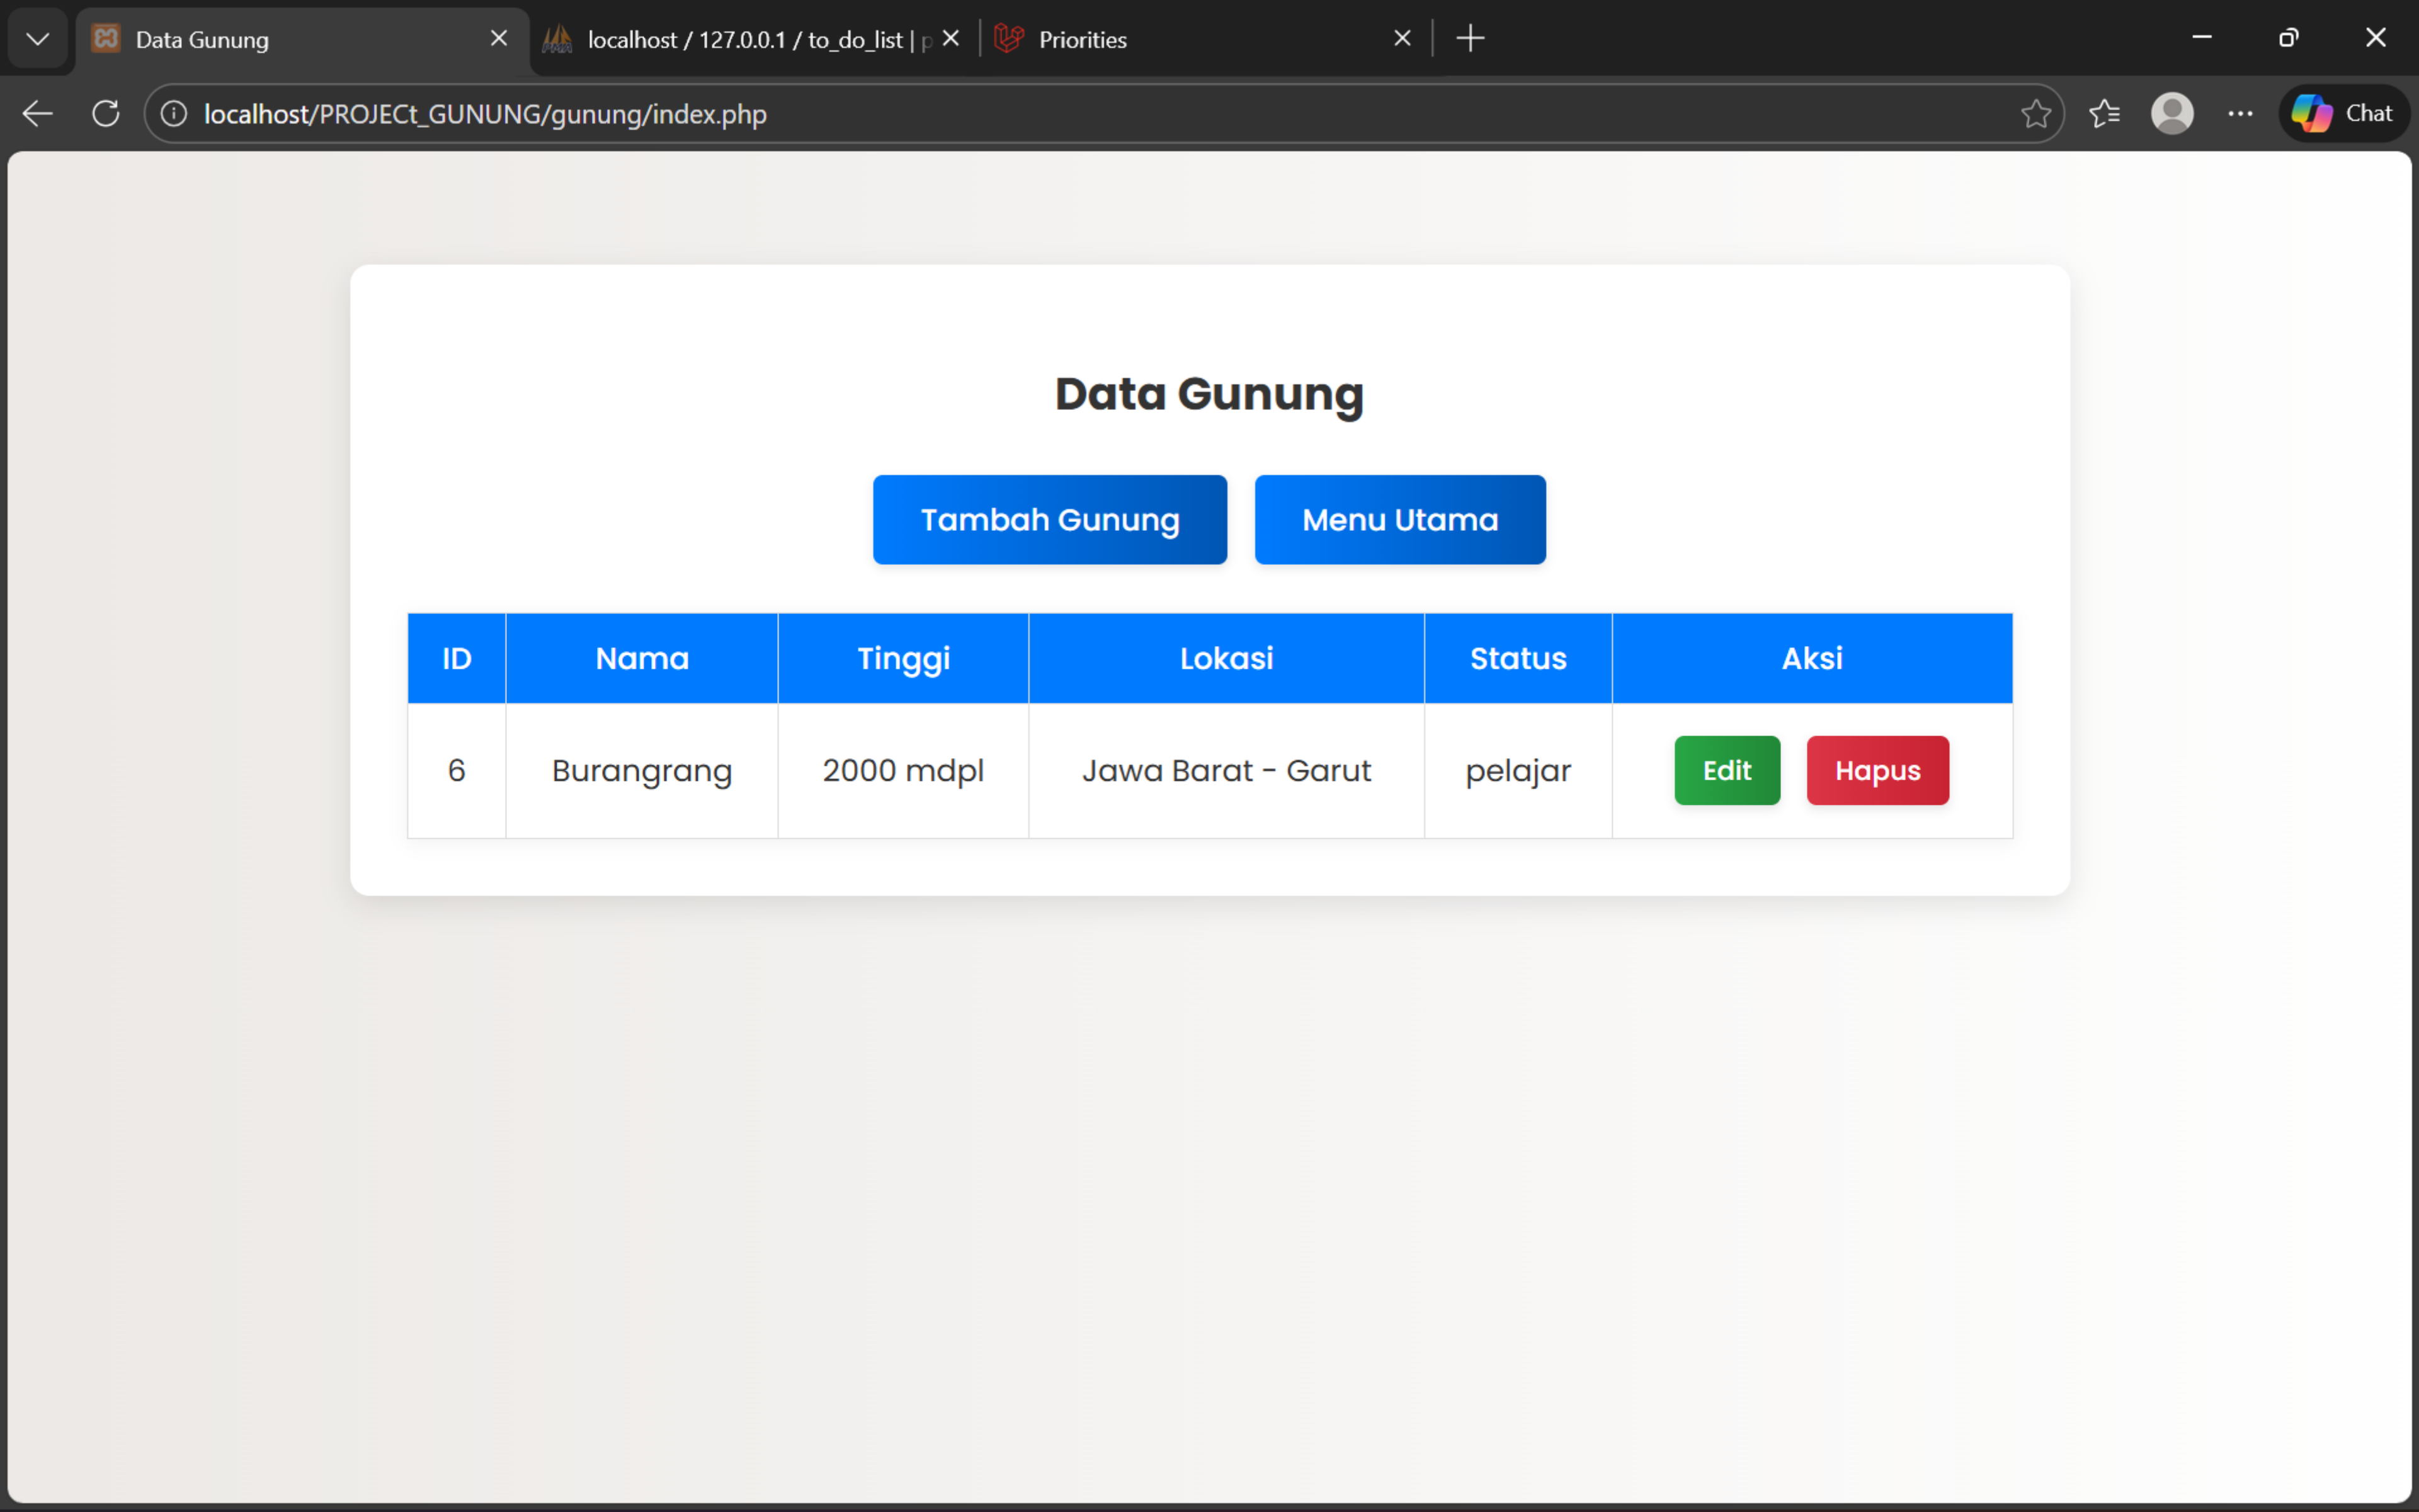 Data Gunung
localhost / 127.0.0.1 / to_do_list | p
Priorities
localhost/PROJECt_GUNUNG/gunung/index.php
Chat
Data Gunung
Tambah Gunung Menu Utama
ID Nama Tinggi Lokasi Status Aksi
6 Burangrang 2000 mdpl Jawa Barat - Garut pelajar Edit Hapus